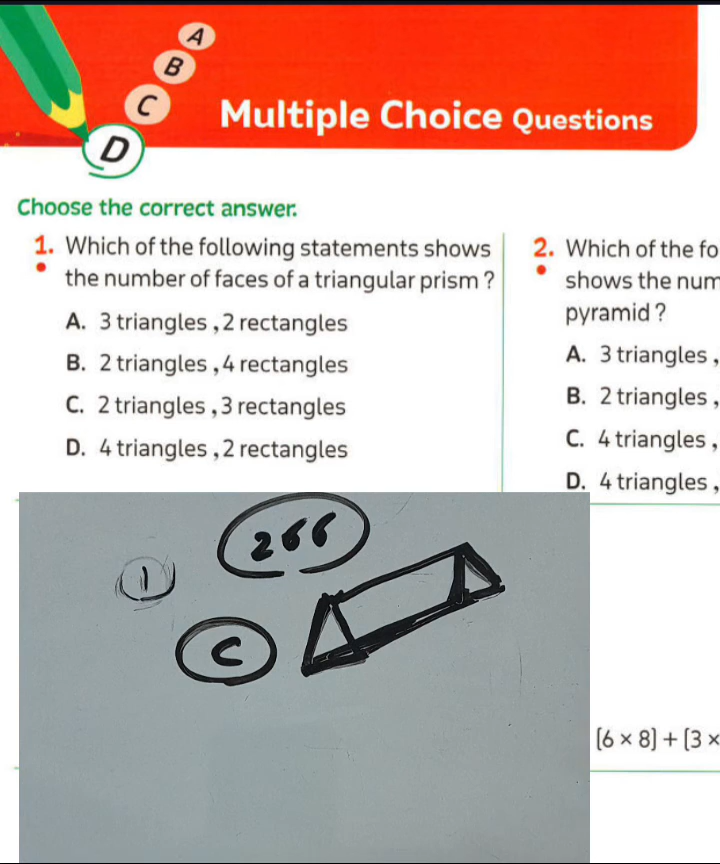 A
B
C
D
Multiple Choice Questions
Choose the correct answer.
1. Which of the following statements shows
the number of faces of a triangular prism ?
A. 3 triangles , 2 rectangles
B. 2 triangles , 4 rectangles
C. 2 triangles , 3 rectangles
D. 4 triangles , 2 rectangles
2. Which of the fo
shows the num
pyramid ?
A. 3 triangles ,
B. 2 triangles ,
C. 4 triangles ,
D. 4 triangles ,
266
1
C
[6 × 8] + [3 ×